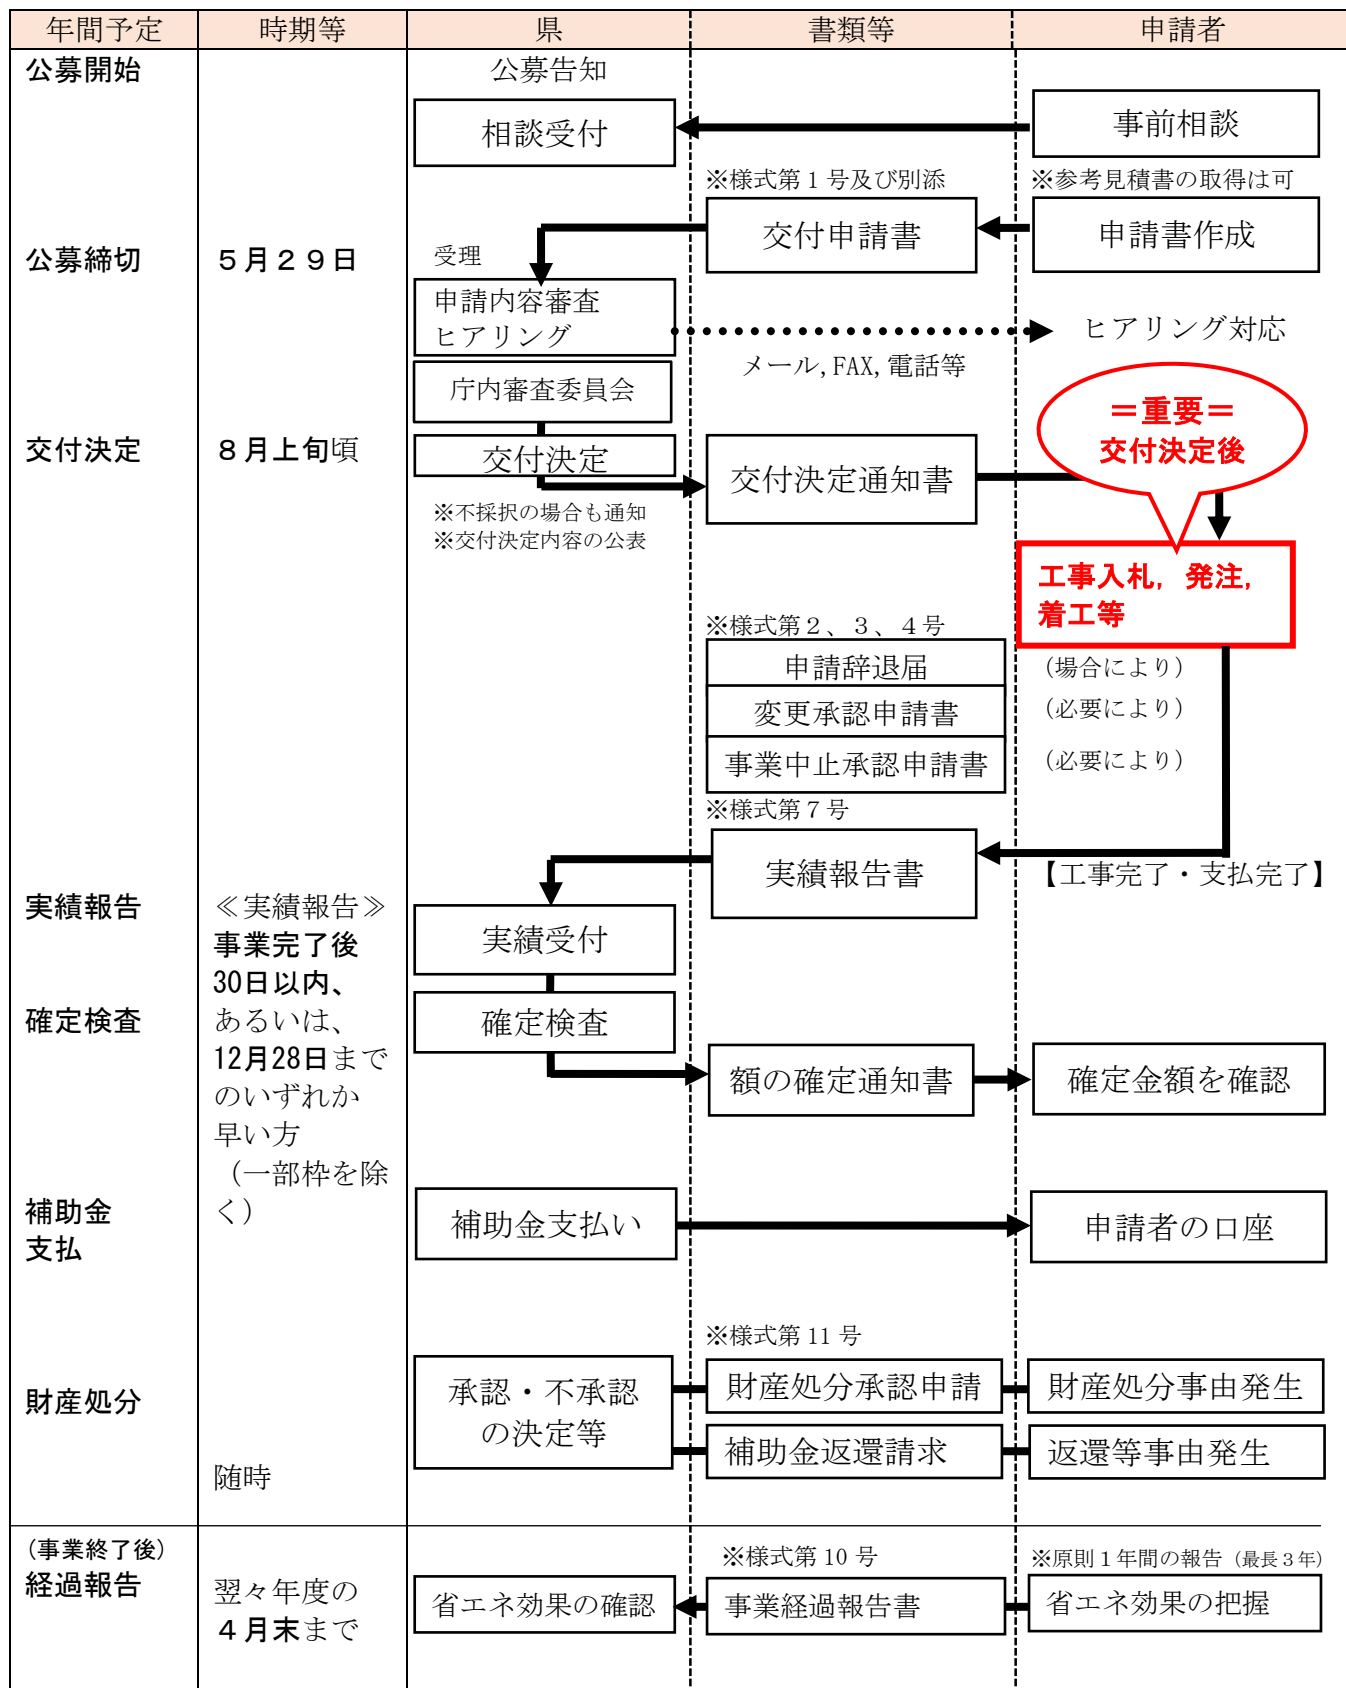 年間予定
時期等
県
書類等
申請者
公募開始
公募告知
相談受付
事前相談
※様式第１号及び別添
※参考見積書の取得は可
交付申請書
申請書作成
公募締切
５月２９日
受理
申請内容審査
ヒアリング
ヒアリング対応
メール,FAX,電話等
庁内審査委員会
＝重要＝
交付決定後
交付決定
８月上旬頃
交付決定
交付決定通知書
※不採択の場合も通知
※交付決定内容の公表
工事入札，発注，
着工等
※様式第２、３、４号
申請辞退届
（場合により）
変更承認申請書
（必要により）
事業中止承認申請書
（必要により）
※様式第７号
実績報告書
【工事完了・支払完了】
実績報告
≪実績報告≫
事業完了後
30日以内、
あるいは、
12月28日まで
のいずれか
早い方
（一部枠を除
く）
実績受付
確定検査
確定検査
額の確定通知書
確定金額を確認
補助金
支払
補助金支払い
申請者の口座
※様式第 11 号
財産処分
承認・不承認
の決定等
財産処分承認申請
財産処分事由発生
補助金返還請求
返還等事由発生
随時
（事業終了後）
経過報告
翌々年度の
４月末まで
※様式第 10 号
※原則１年間の報告（最長３年）
省エネ効果の確認
事業経過報告書
省エネ効果の把握